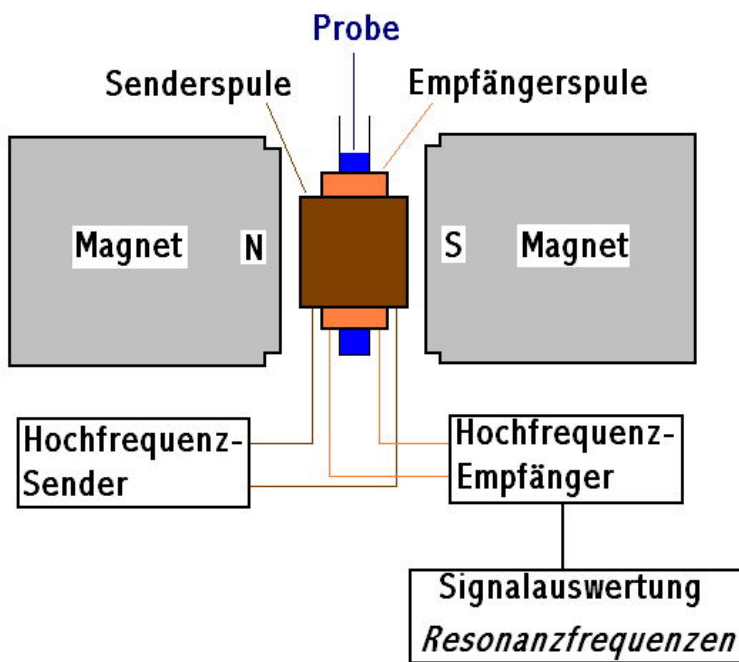 Probe
Senderspule
Empfängerspule
Magnet
N
S
Magnet
Hochfrequenz-
Sender
Hochfrequenz-
Empfänger
Signalauswertung
Resonanzfrequenzen